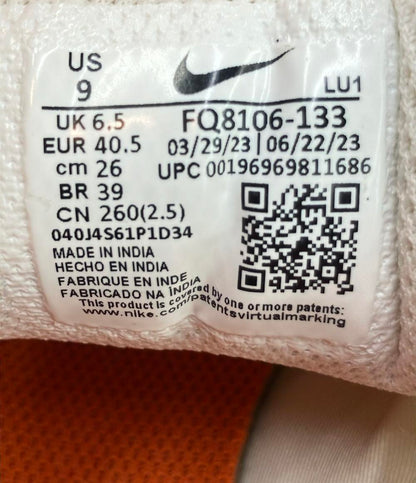 US
9
LU1
UK 6.5 FQ8106-133
EUR 40.5 03/29/23 | 06/22/23
cm 26 UPC 00196969811686
BR 39
CN 260(2.5)
040J4S61P1D34
MADE IN INDIA
HECHO EN INDIA
FABRIQUE EN INDE
FABRICADO NA ÍNDIA
This product is covered by one or more patents:
www.nike.com/patentsvirtualmarking